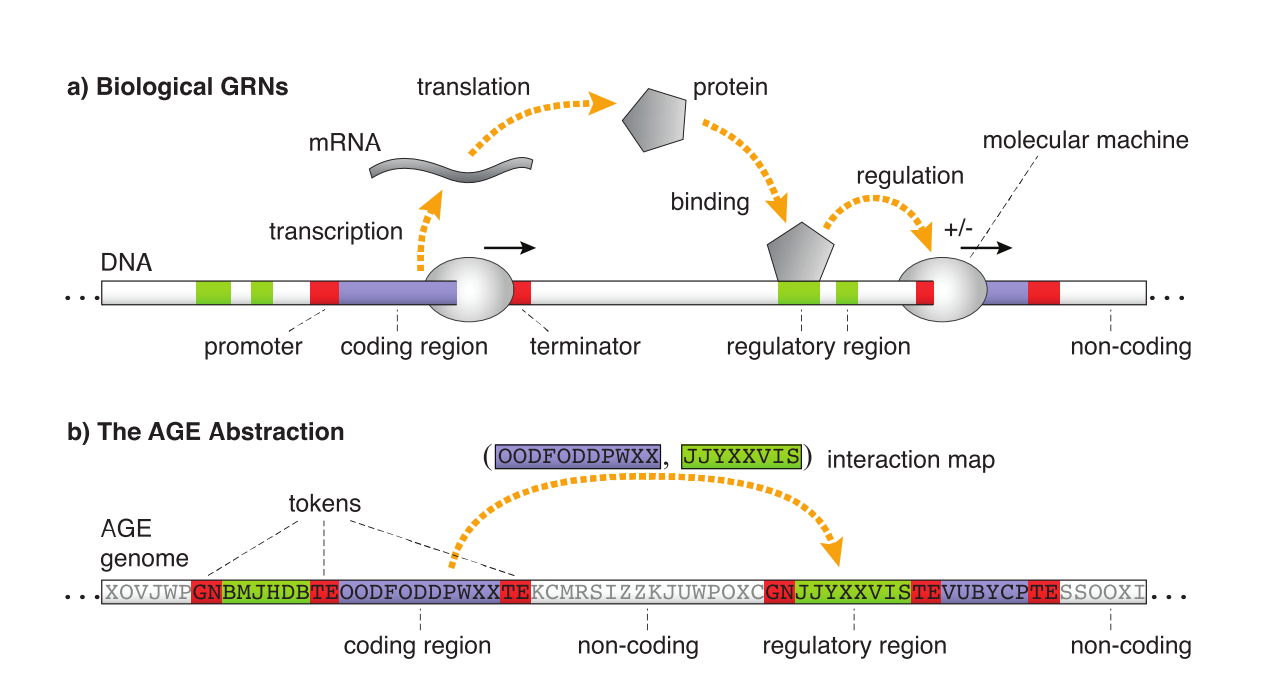 a) Biological GRNs
translation
protein
mRNA
molecular machine
regulation
binding
transcription
+/-
DNA
... ...
promoter
coding region
terminator
regulatory region
non-coding
b) The AGE Abstraction
(OODFODDPWXX, JJYXXVIS) interaction map
tokens
AGE
genome
...XOVJWPGNBMJHDBTEOODFODDPWXXTEKCMRSIZZKJUWPOXCGNJJYXXVISTEVUBYCPTESSOOXI...
coding region
non-coding
regulatory region
non-coding